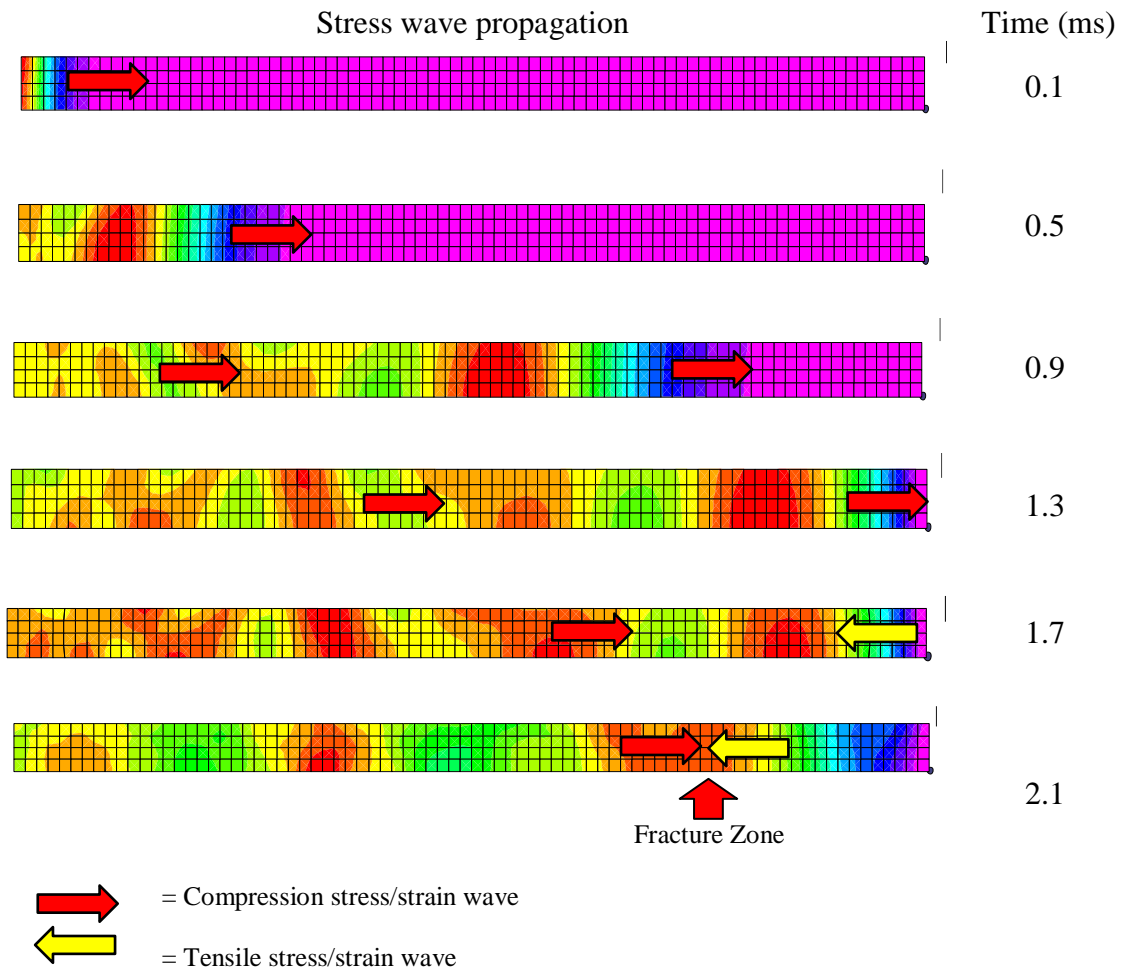 Stress wave propagation Time (ms)
0.1
0.5
0.9
1.3
1.7
2.1
Fracture Zone
= Compression stress/strain wave
= Tensile stress/strain wave